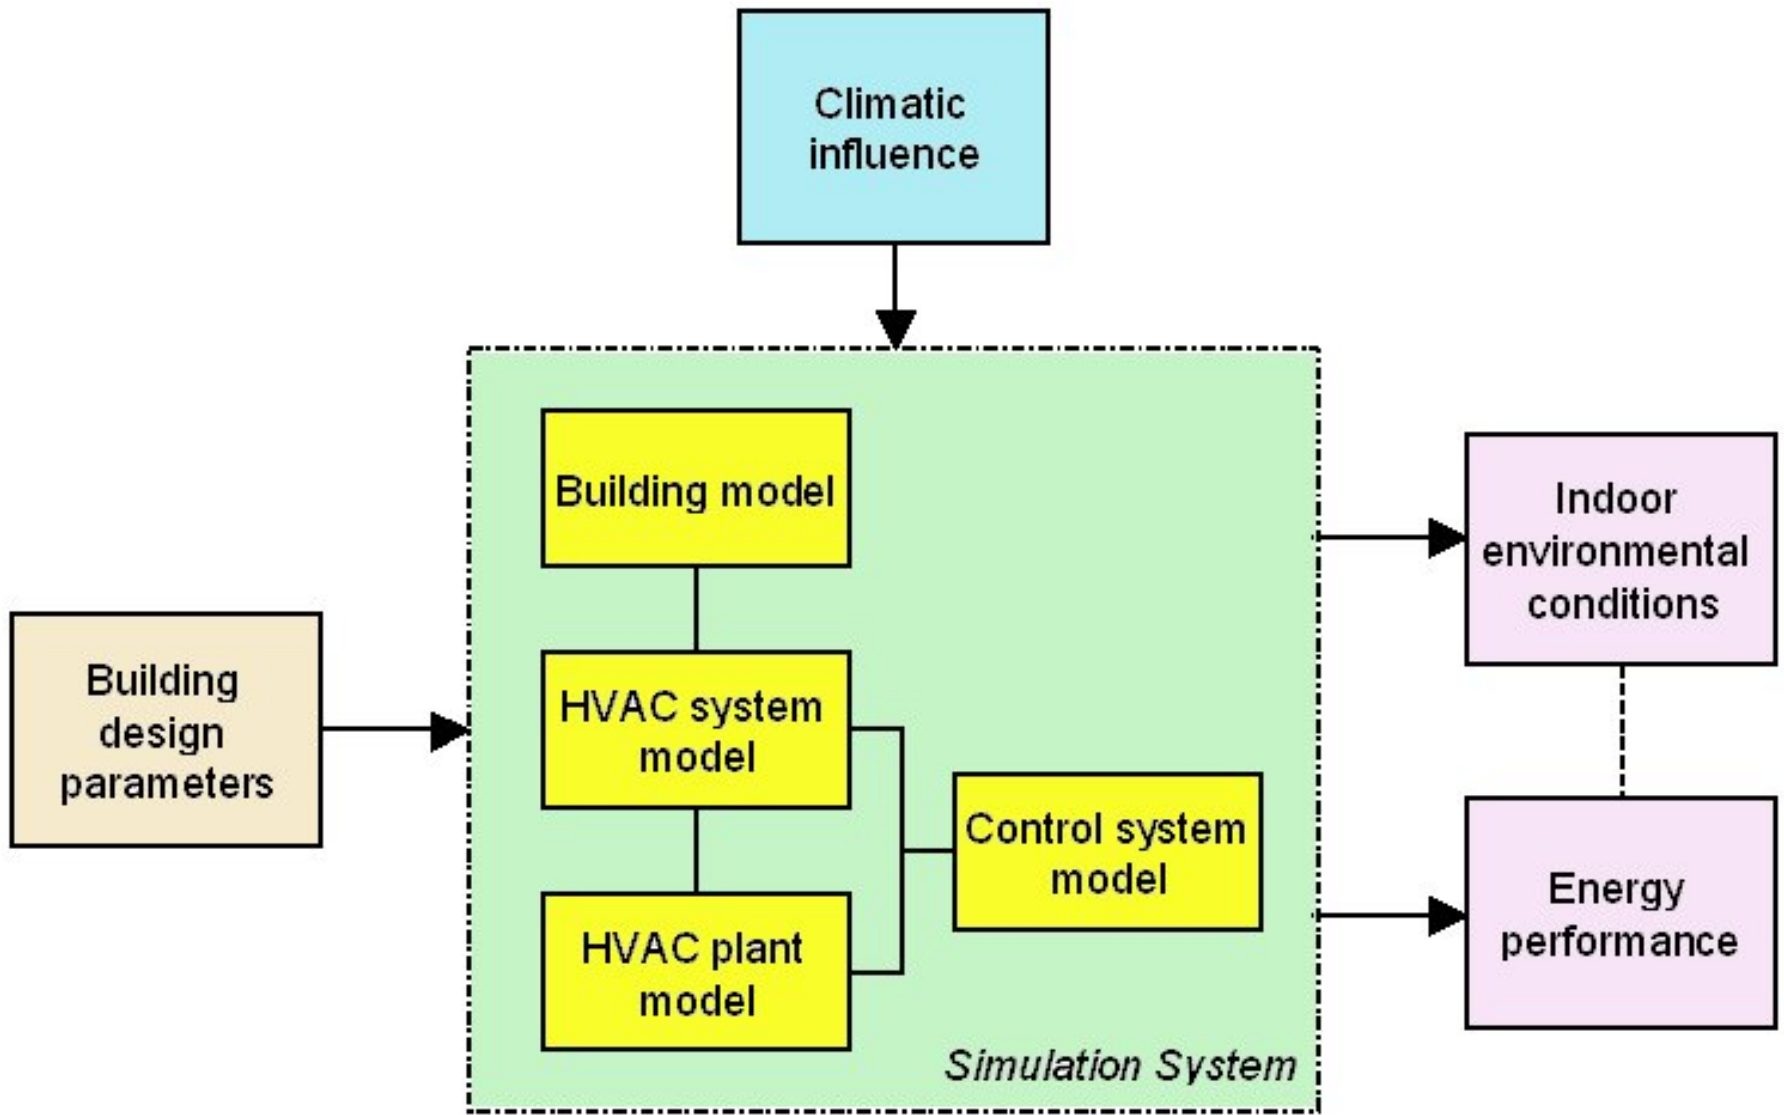 Climatic
influence
Building model
Building
design
parameters
HVAC system
model
Control system
model
HVAC plant
model
Simulation System
Indoor
environmental
conditions
Energy
performance